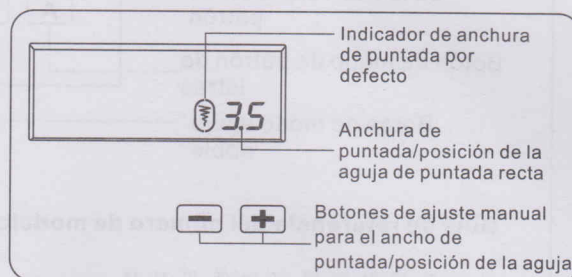 Indicador de anchura
de puntada por
defecto
3.5
Anchura de
puntada/posición de la
aguja de puntada recta
Botones de ajuste manual
para el ancho de
puntada/posición de la aguja